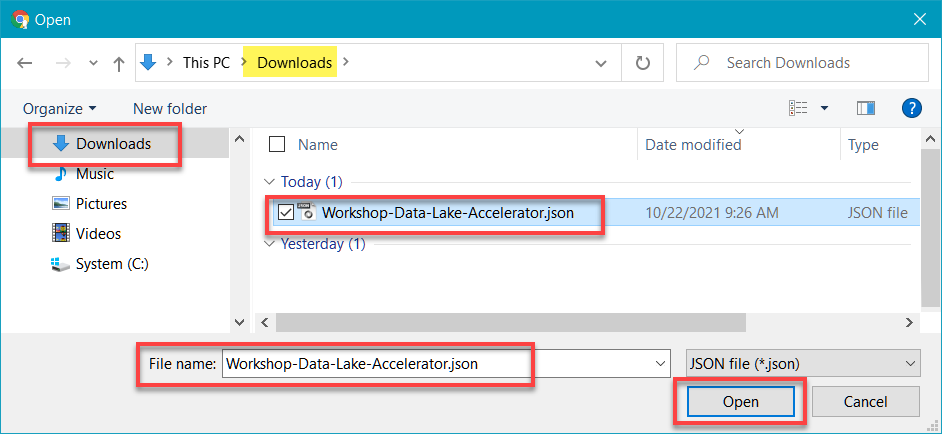 Open
This PC > Downloads >
Search Downloads
Organize
New folder
?
Downloads
Music
Pictures
Videos
System (C:)
Name
Date modified
Type
Today (1)
JSON
Workshop-Data-Lake-Accelerator.json
10/22/2021 9:26 AM
JSON file
Yesterday (1)
File name: Workshop-Data-Lake-Accelerator.json
JSON file (*.json)
Open
Cancel